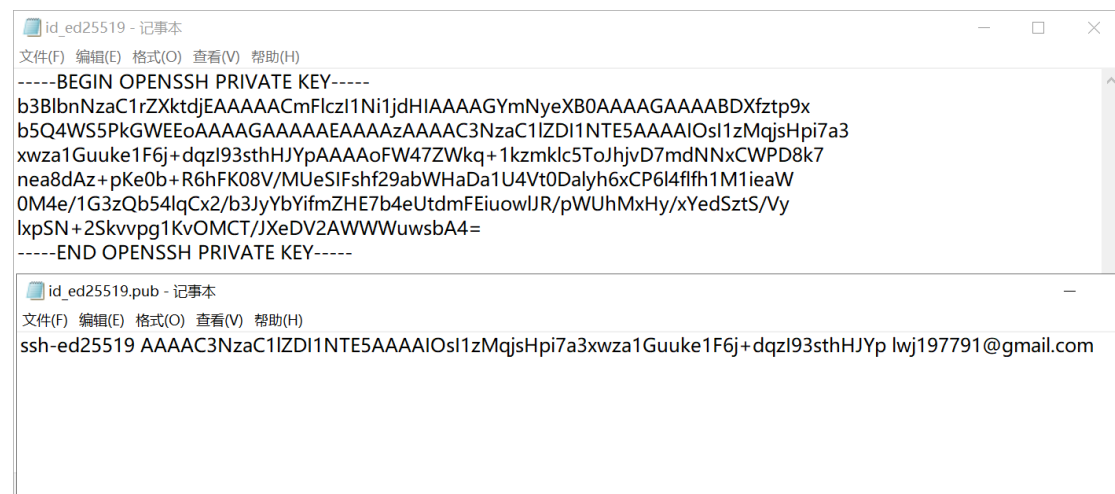 id_ed25519 - 记事本
文件(F) 编辑(E) 格式(O) 查看(V) 帮助(H)
-----BEGIN OPENSSH PRIVATE KEY-----
b3BlbnNzaC1rZXktdjEAAAAACmFlczI1Ni1jdHIAAAAGYmNyeXB0AAAAGAAAABDXfztp9x
b5Q4WS5PkGWEEoAAAAGAAAAAEAAAAzAAAAC3NzaC1lZDI1NTE5AAAAIOsI1zMqjsHpi7a3
xwza1Guuke1F6j+dqzI93sthHJYpAAAAoFW47ZWkq+1kzmklc5ToJhjvD7mdNNxCWPD8k7
nea8dAz+pKe0b+R6hFK08V/MUeSIFshf29abWHaDa1U4Vt0Dalyh6xCP6l4flfh1M1ieaW
0M4e/1G3zQb54lqCx2/b3JyYbYifmZHE7b4eUtdmFEiuowlJR/pWUhMxHy/xYedSztS/Vy
lxpSN+2Skvvpg1KvOMCT/JXeDV2AWWWuwsbA4=
-----END OPENSSH PRIVATE KEY-----
id_ed25519.pub - 记事本
文件(F) 编辑(E) 格式(O) 查看(V) 帮助(H)
ssh-ed25519 AAAAC3NzaC1lZDI1NTE5AAAAIOsI1zMqjsHpi7a3xwza1Guuke1F6j+dqzI93sthHJYp lwj197791@gmail.com